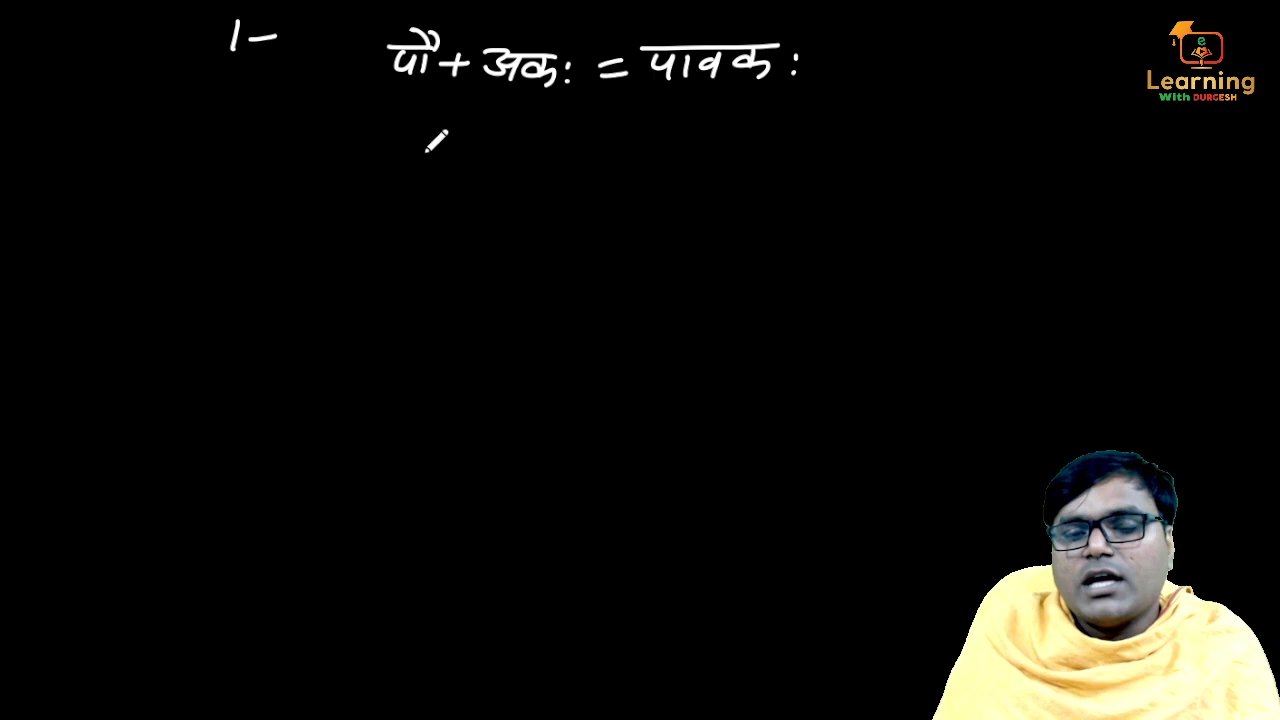 1- पौ + अकः = पावकः
e
Learning
With DURGESH